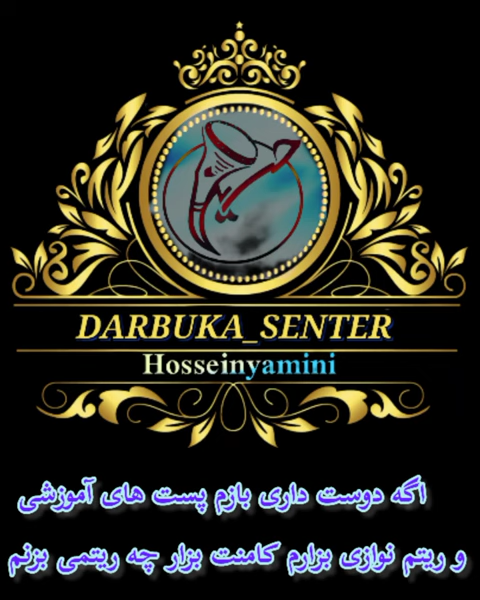 DARBUKA_SENTER
Hosseinyamini
اگه دوست داری بازم پست های آموزشی
و ریتم نوازی بزارم کامنت بزار چه ریتمی بزنم